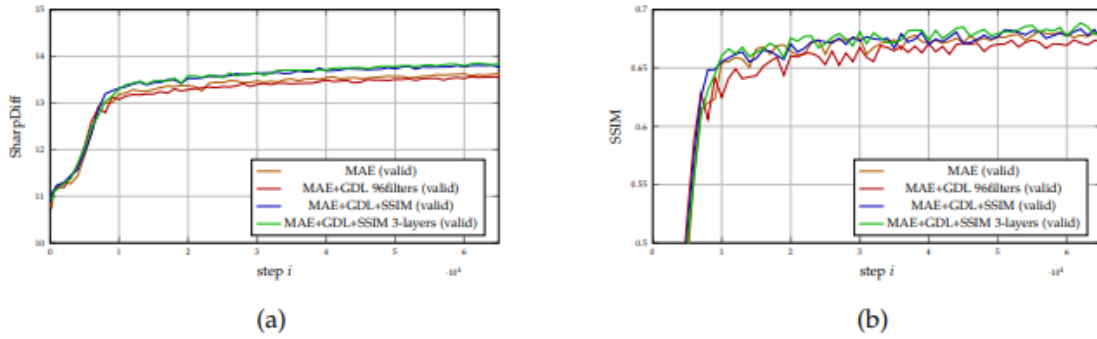 15
14
13
12
11
10
SharpDiff
MAE (valid)
MAE+GDL 96filters (valid)
MAE+GDL+SSIM (valid)
MAE+GDL+SSIM 3-layers (valid)
0 1 2 3 4 5 6
step i
·10⁴
(a)
0.7
0.65
0.6
0.55
0.5
SSIM
MAE (valid)
MAE+GDL 96filters (valid)
MAE+GDL+SSIM (valid)
MAE+GDL+SSIM 3-layers (valid)
0 1 2 3 4 5 6
step i
·10⁴
(b)